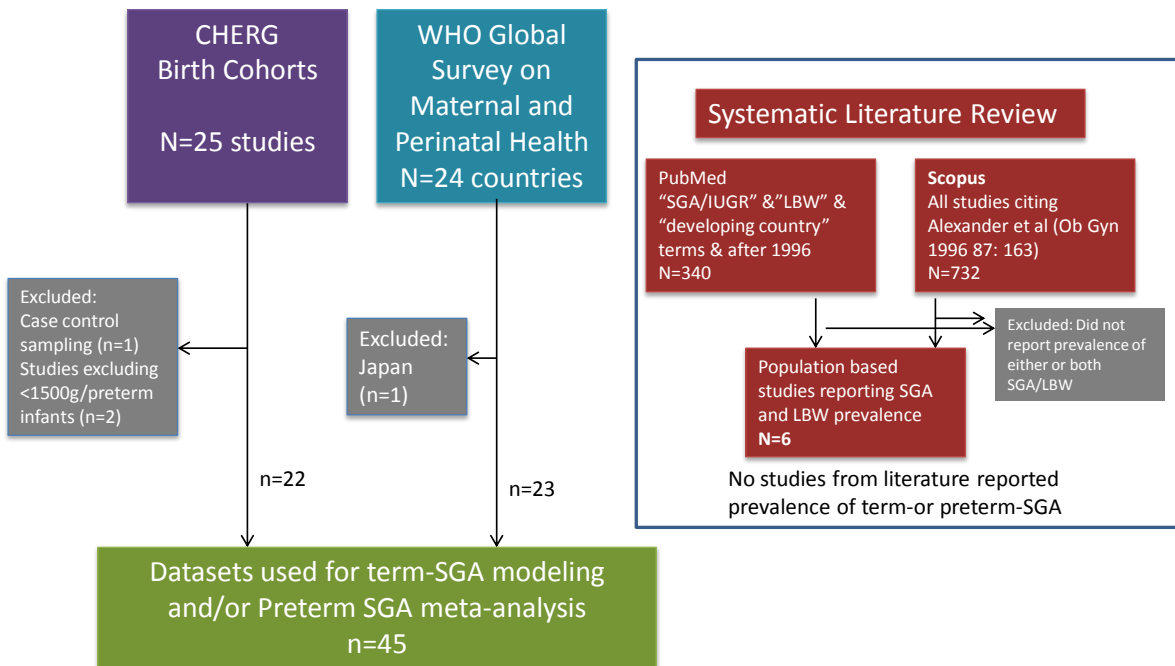 CHERG
Birth Cohorts
N=25 studies
WHO Global
Survey on
Maternal and
Perinatal Health
N=24 countries
Excluded:
Case control
sampling (n=1)
Studies excluding
<1500g/preterm
infants (n=2)
Excluded:
Japan
(n=1)
n=22
n=23
Datasets used for term-SGA modeling
and/or Preterm SGA meta-analysis
n=45
Systematic Literature Review
PubMed
“SGA/IUGR” &”LBW” &
“developing country”
terms & after 1996
N=340
Scopus
All studies citing
Alexander et al (Ob Gyn
1996 87: 163)
N=732
Excluded: Did not
report prevalence of
either or both
SGA/LBW
Population based
studies reporting SGA
and LBW prevalence
N=6
No studies from literature reported
prevalence of term-or preterm-SGA